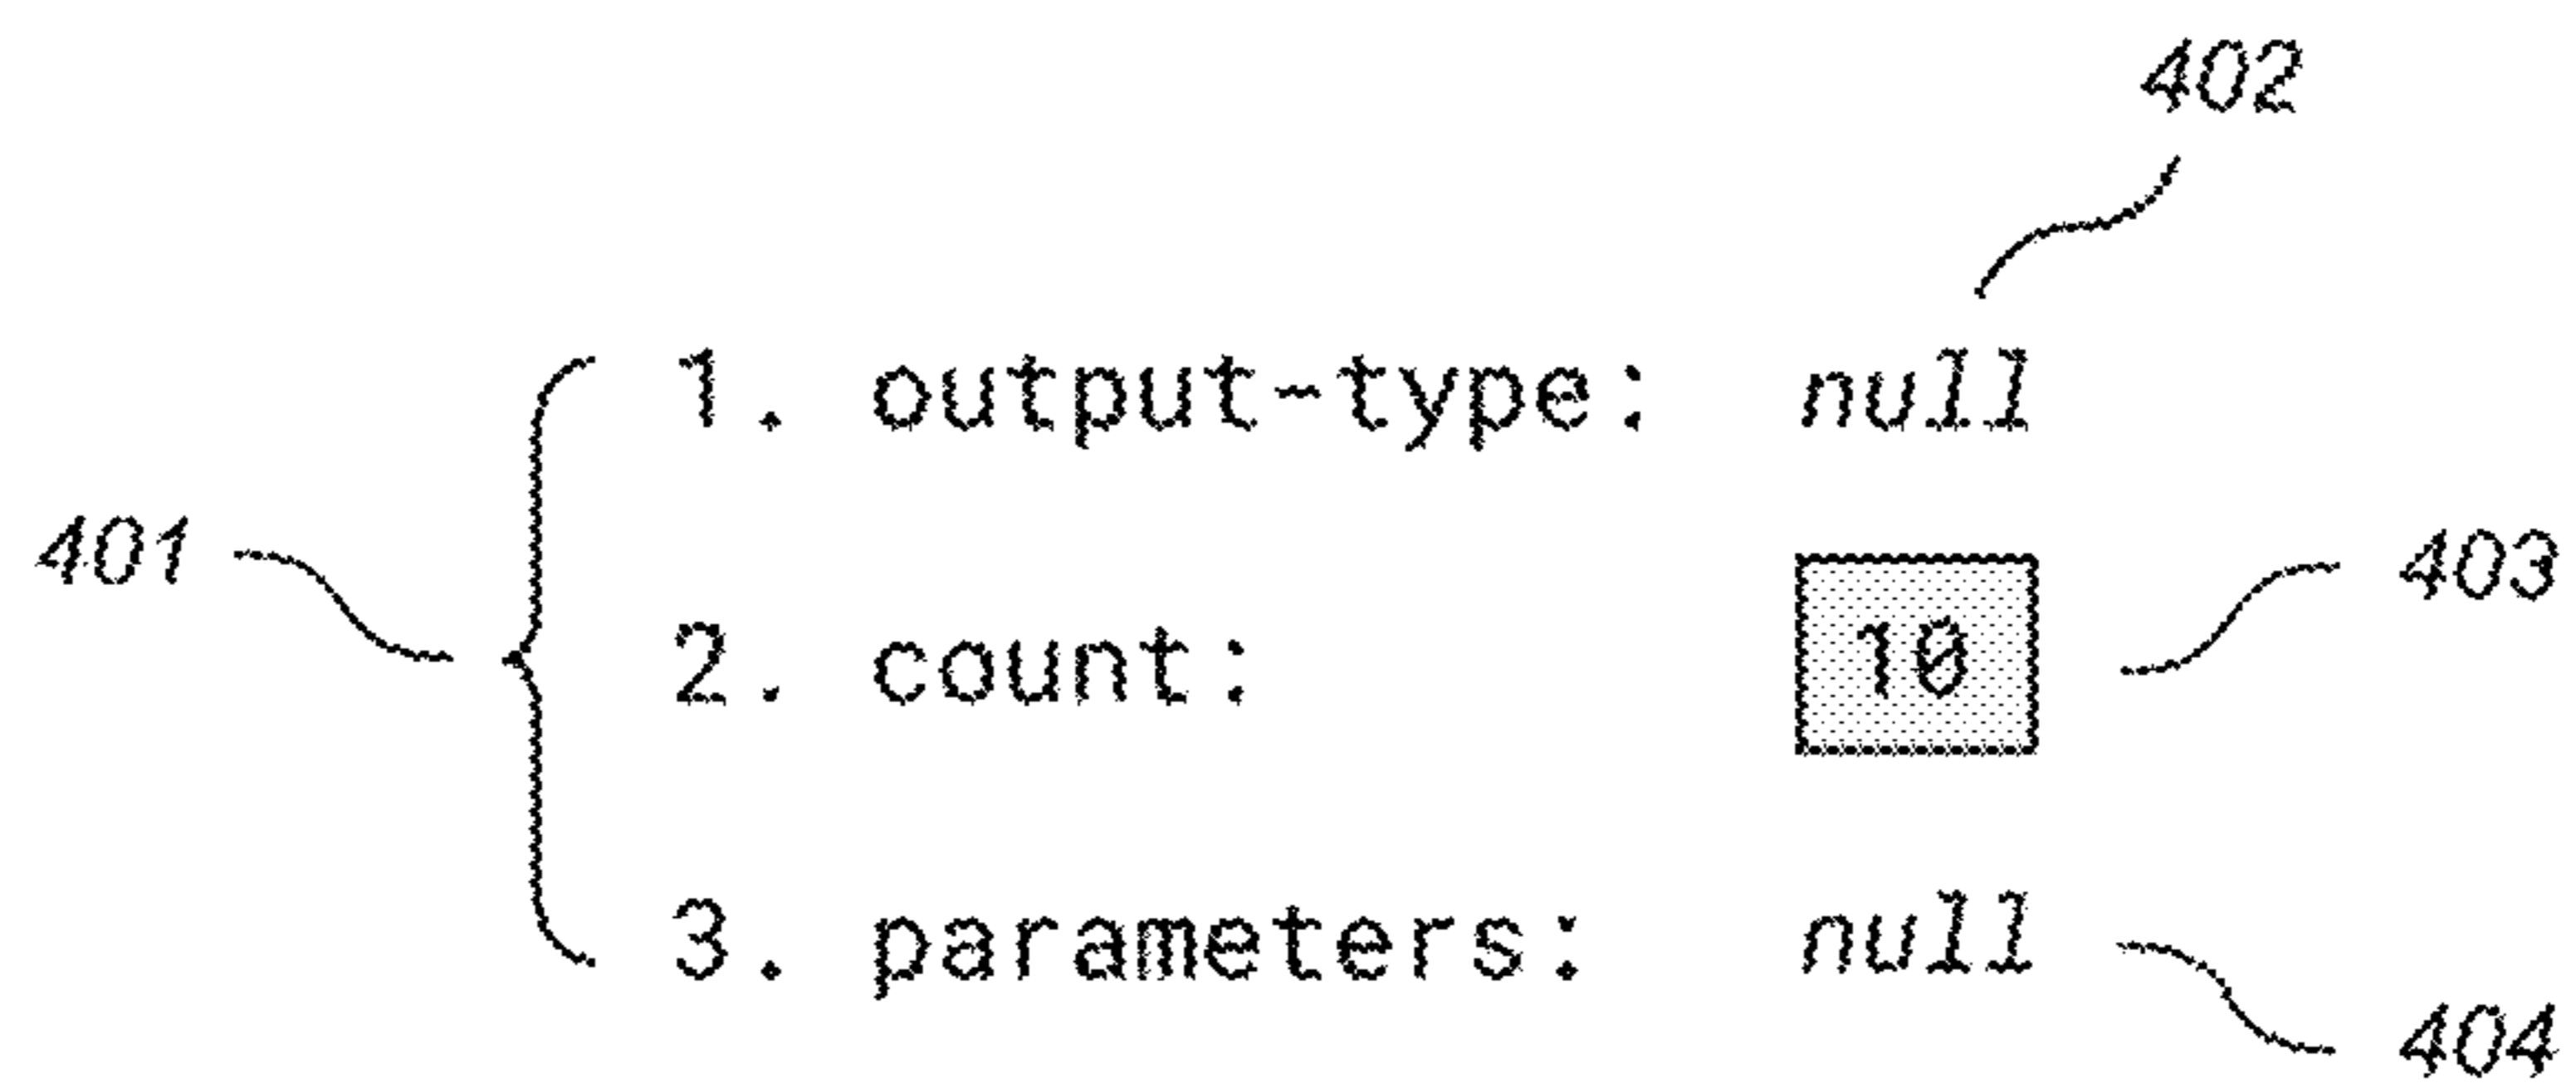 402
1. output-type: null
401
403
2. count: 10
3. parameters: null
404